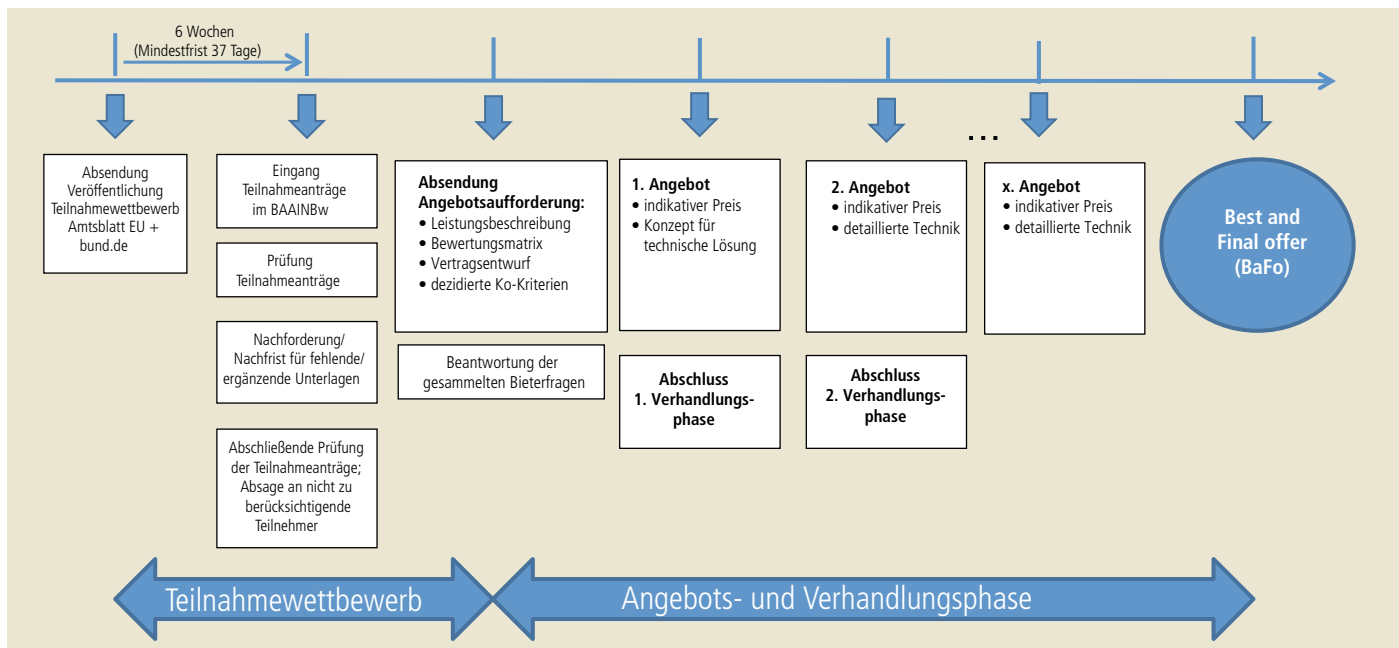 6 Wochen
(Mindestfrist 37 Tage)
Absendung
Veröffentlichung
Teilnahmewettbewerb
Amtsblatt EU +
bund.de
Eingang
Teilnahmeanträge
im BAAINBw
Prüfung
Teilnahmeanträge
Nachforderung/
Nachfrist für fehlende/
ergänzende Unterlagen
Abschließende Prüfung
der Teilnahmeanträge;
Absage an nicht zu
berücksichtigende
Teilnehmer
Absendung
Angebotsaufforderung:
• Leistungsbeschreibung
• Bewertungsmatrix
• Vertragsentwurf
• dezidierte Ko-Kriterien
Beantwortung der
gesammelten Bieterfragen
1. Angebot
• indikativer Preis
• Konzept für
technische Lösung
Abschluss
1. Verhandlungs-
phase
2. Angebot
• indikativer Preis
• detaillierte Technik
Abschluss
2. Verhandlungs-
phase
...
x. Angebot
• indikativer Preis
• detaillierte Technik
Best and
Final offer
(BaFo)
Teilnahmewettbewerb
Angebots- und Verhandlungsphase